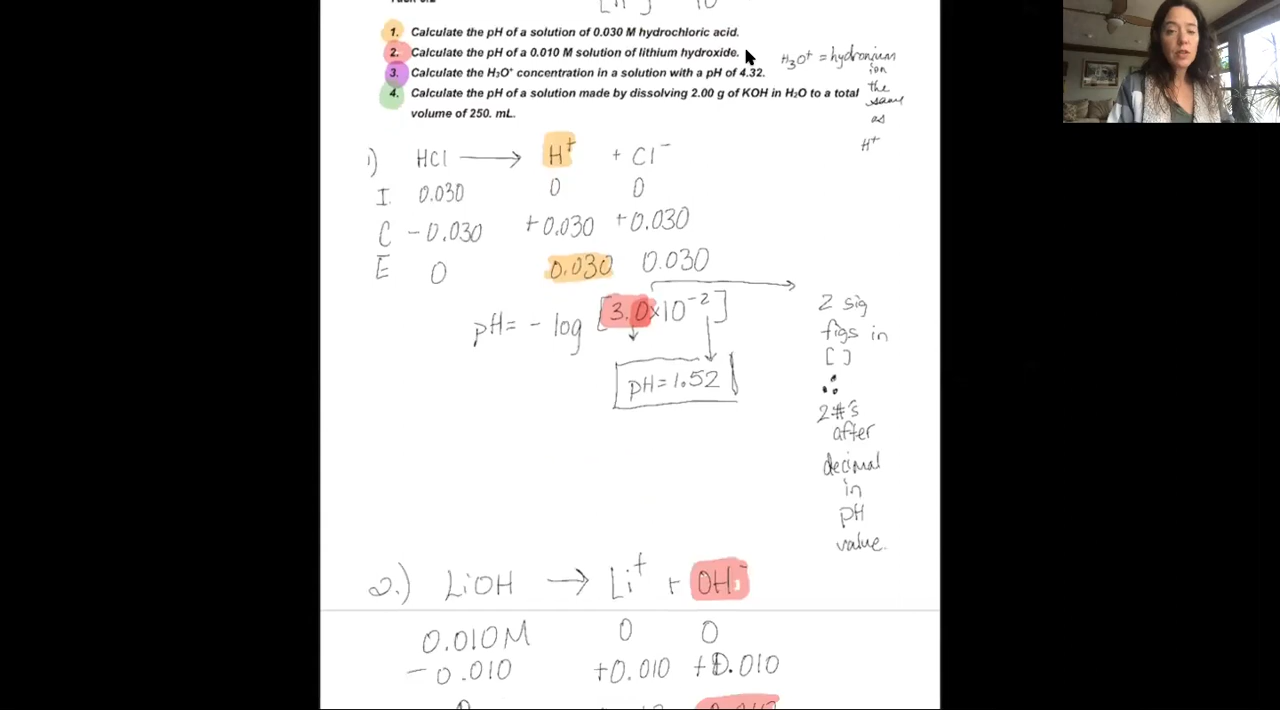 1. Calculate the pH of a solution of 0.030 M hydrochloric acid.
2. Calculate the pH of a 0.010 M solution of lithium hydroxide.
3. Calculate the H₃O⁺ concentration in a solution with a pH of 4.32.
4. Calculate the pH of a solution made by dissolving 2.00 g of KOH in H₂O to a total
volume of 250. mL.
H₃O⁺ = hydronium
ion
the
same
as
H⁺
1) HCl → H⁺ + Cl⁻
I 0.030 0 0
C -0.030 +0.030 +0.030
E 0 0.030 0.030
pH = - log [3.0x10⁻²]
pH = 1.52
2 sig
figs in
[ ]
∴
2 #'s
after
decimal
in
pH
value.
2.) LiOH → Li⁺ + OH⁻
0.010M 0 0
-0.010 +0.010 +0.010